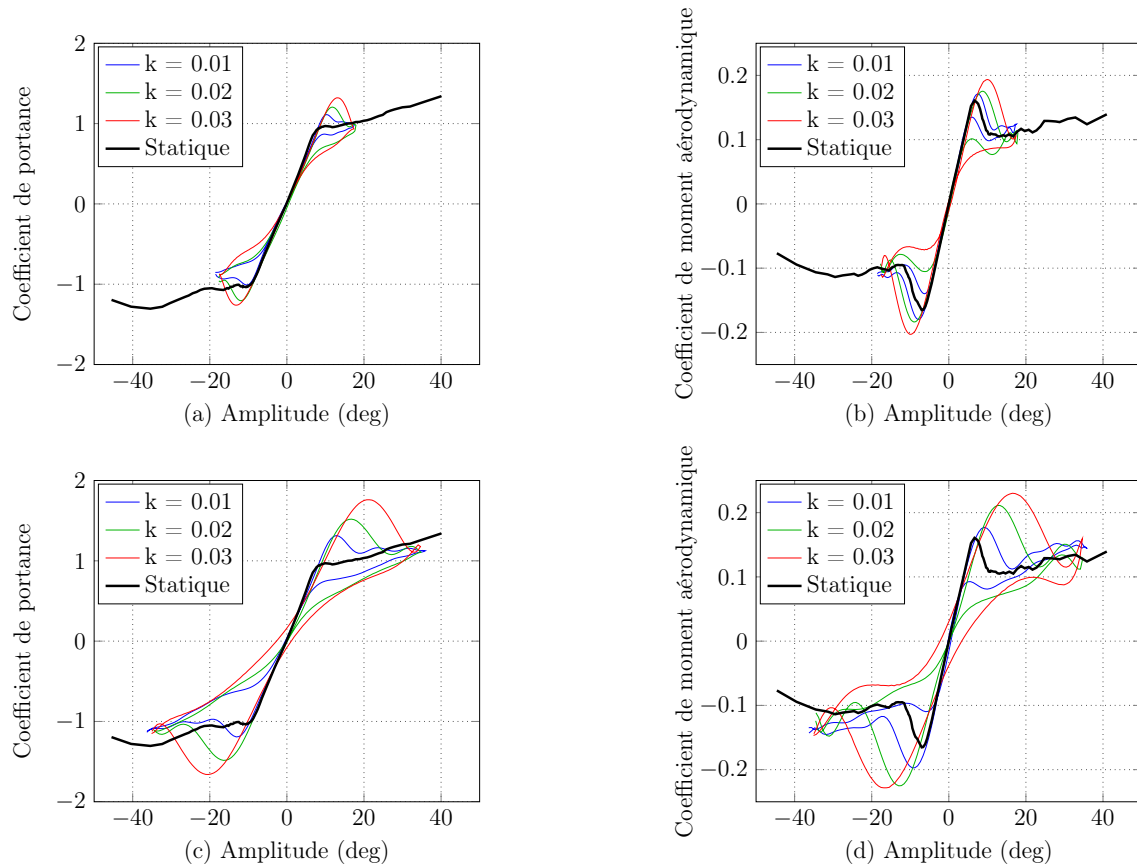 Coefficient de portance
2
1
0
−1
−2
k = 0.01
k = 0.02
k = 0.03
Statique
−40 −20 0 20 40
(a) Amplitude (deg)
Coefficient de moment aérodynamique
0.2
0.1
0
−0.1
−0.2
k = 0.01
k = 0.02
k = 0.03
Statique
−40 −20 0 20 40
(b) Amplitude (deg)
Coefficient de portance
2
1
0
−1
−2
k = 0.01
k = 0.02
k = 0.03
Statique
−40 −20 0 20 40
(c) Amplitude (deg)
Coefficient de moment aérodynamique
0.2
0.1
0
−0.1
−0.2
k = 0.01
k = 0.02
k = 0.03
Statique
−40 −20 0 20 40
(d) Amplitude (deg)